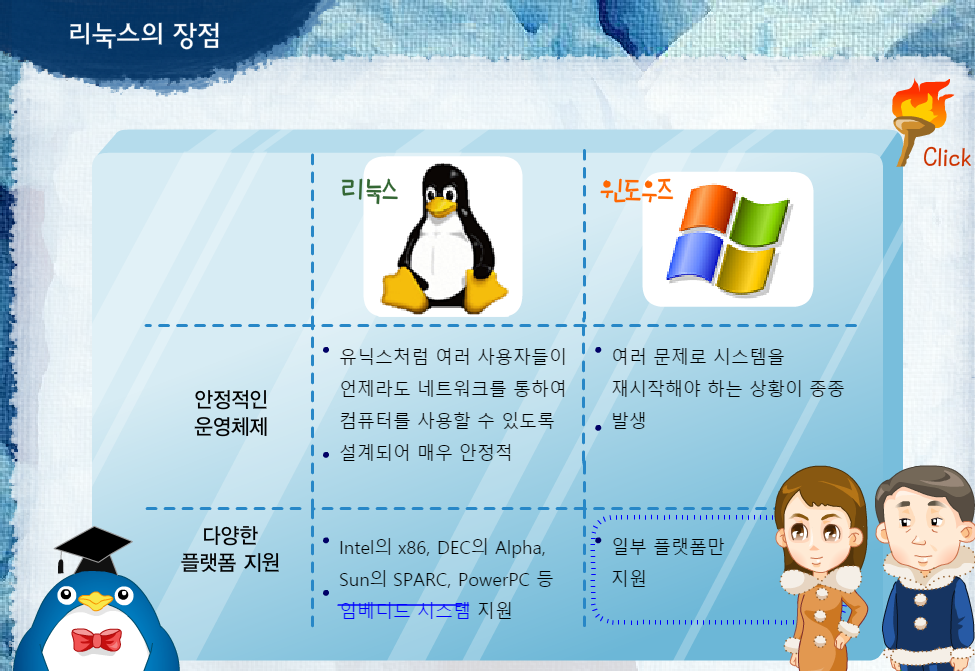 리눅스의 장점
Click
리눅스
윈도우즈
안정적인
운영체제
유닉스처럼 여러 사용자들이
언제라도 네트워크를 통하여
컴퓨터를 사용할 수 있도록
설계되어 매우 안정적
여러 문제로 시스템을
재시작해야 하는 상황이 종종
발생
다양한
플랫폼 지원
Intel의 x86, DEC의 Alpha,
Sun의 SPARC, PowerPC 등
임베디드 시스템 지원
일부 플랫폼만
지원